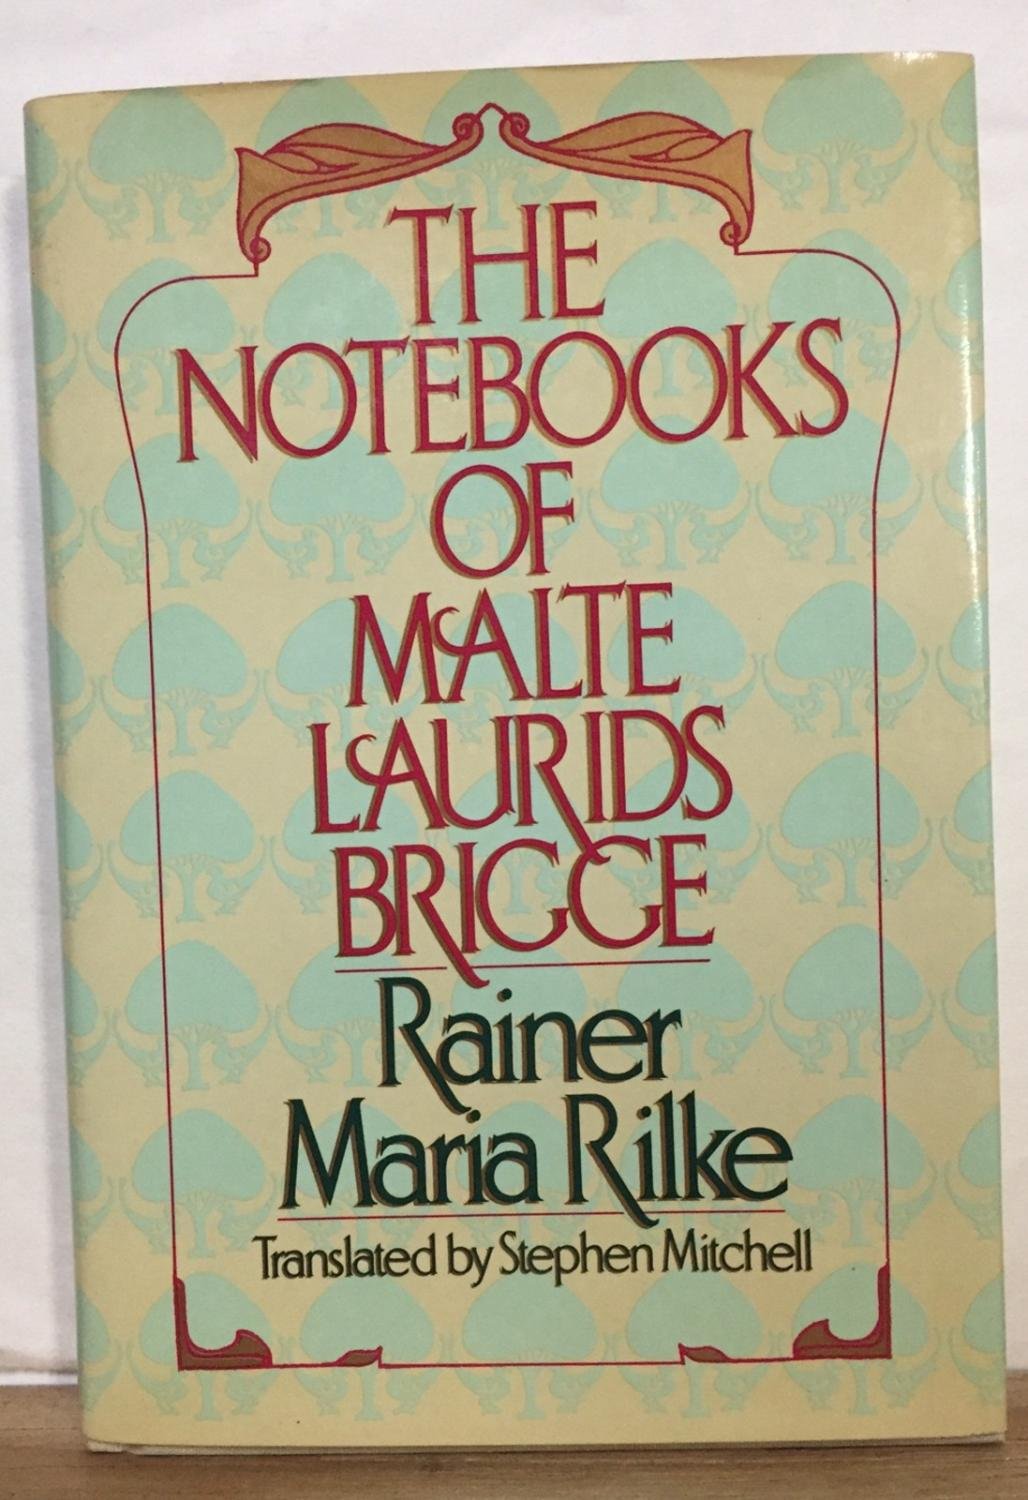 THE
NOTEBOOKS
OF
MALTE
LAURIDS
BRIGGE
Rainer
Maria Rilke
Translated by Stephen Mitchell